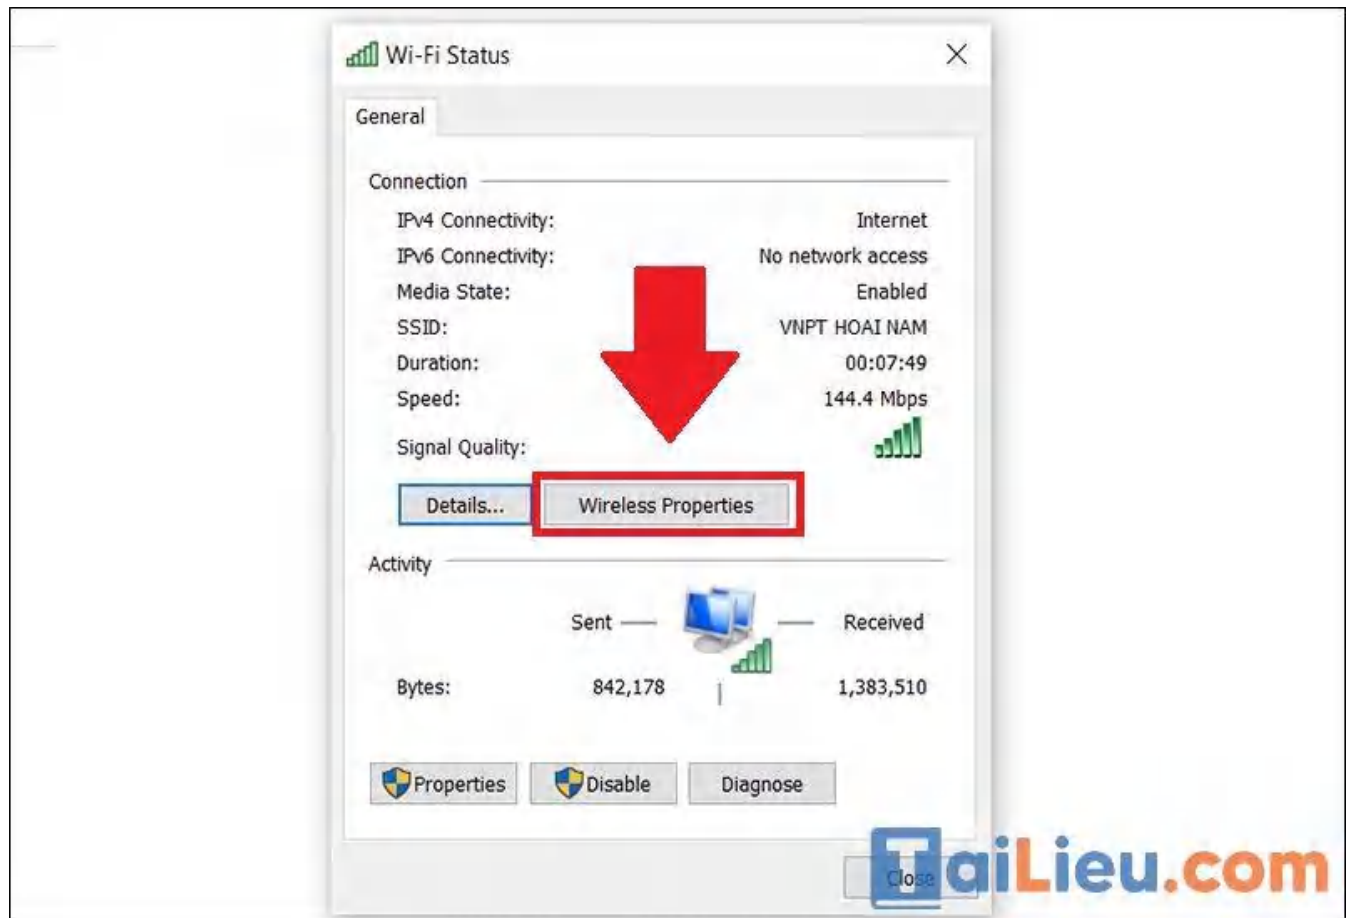 Wi-Fi Status
General
Connection
IPv4 Connectivity: Internet
IPv6 Connectivity: No network access
Media State: Enabled
SSID: VNPT HOAI NAM
Duration: 00:07:49
Speed: 144.4 Mbps
Signal Quality:
Details... Wireless Properties
Activity
Sent Received
Bytes: 842,178 1,383,510
Properties Disable Diagnose
Close
TaiLieu.com